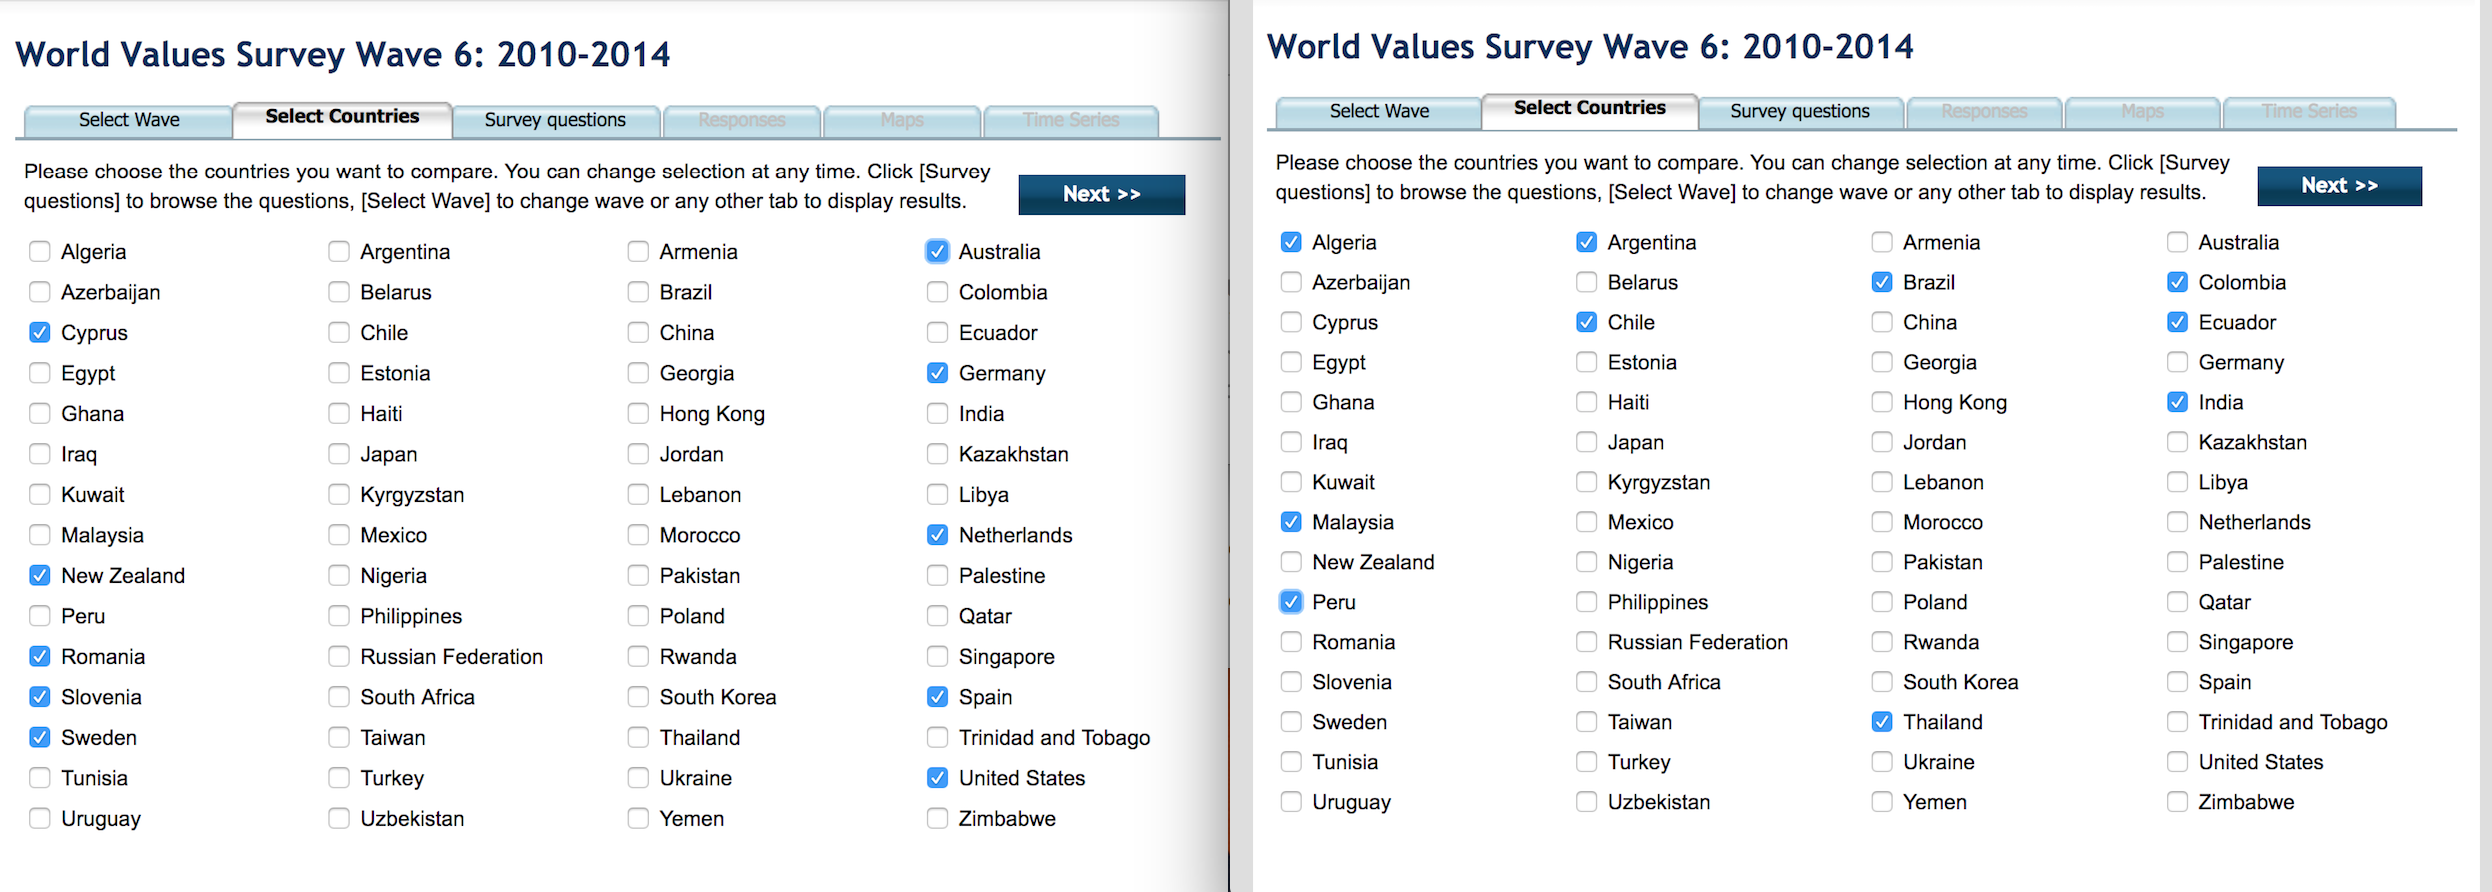 World Values Survey Wave 6: 2010-2014
Select Wave Select Countries Survey questions Responses Maps Time Series
Please choose the countries you want to compare. You can change selection at any time. Click [Survey
questions] to browse the questions, [Select Wave] to change wave or any other tab to display results.
Next >>
Algeria Argentina Armenia Australia
Azerbaijan Belarus Brazil Colombia
Cyprus Chile China Ecuador
Egypt Estonia Georgia Germany
Ghana Haiti Hong Kong India
Iraq Japan Jordan Kazakhstan
Kuwait Kyrgyzstan Lebanon Libya
Malaysia Mexico Morocco Netherlands
New Zealand Nigeria Pakistan Palestine
Peru Philippines Poland Qatar
Romania Russian Federation Rwanda Singapore
Slovenia South Africa South Korea Spain
Sweden Taiwan Thailand Trinidad and Tobago
Tunisia Turkey Ukraine United States
Uruguay Uzbekistan Yemen Zimbabwe
World Values Survey Wave 6: 2010-2014
Select Wave Select Countries Survey questions Responses Maps Time Series
Please choose the countries you want to compare. You can change selection at any time. Click [Survey
questions] to browse the questions, [Select Wave] to change wave or any other tab to display results.
Next >>
Algeria Argentina Armenia Australia
Azerbaijan Belarus Brazil Colombia
Cyprus Chile China Ecuador
Egypt Estonia Georgia Germany
Ghana Haiti Hong Kong India
Iraq Japan Jordan Kazakhstan
Kuwait Kyrgyzstan Lebanon Libya
Malaysia Mexico Morocco Netherlands
New Zealand Nigeria Pakistan Palestine
Peru Philippines Poland Qatar
Romania Russian Federation Rwanda Singapore
Slovenia South Africa South Korea Spain
Sweden Taiwan Thailand Trinidad and Tobago
Tunisia Turkey Ukraine United States
Uruguay Uzbekistan Yemen Zimbabwe